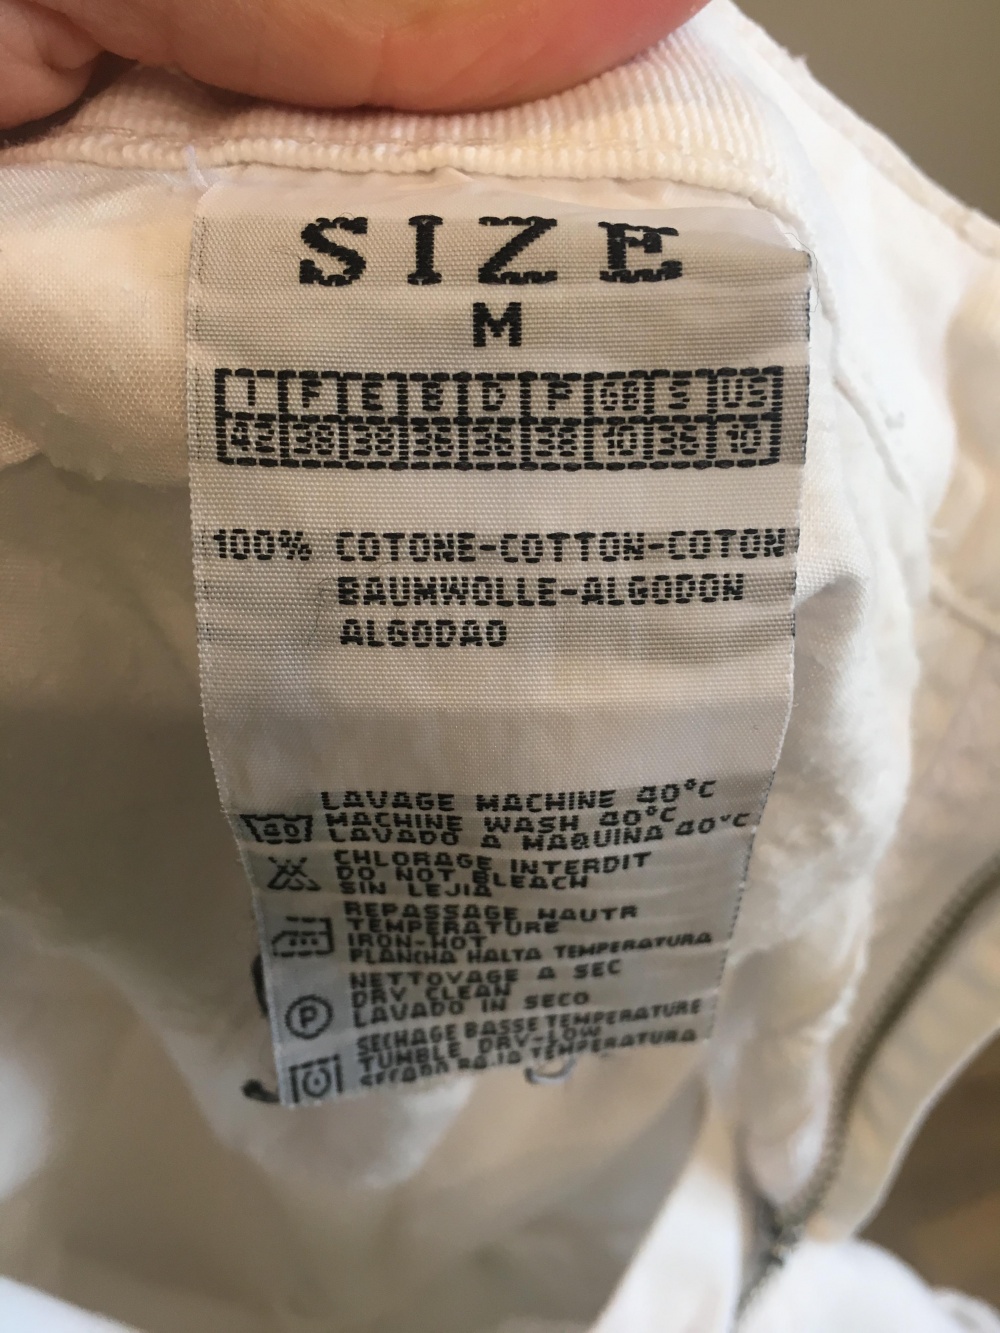 SIZE
M
I F E B D P GB S US
42 38 38 36 36 38 10 36 10
100% COTONE-COTTON-COTON
BAUMWOLLE-ALGODON
ALGODAO
LAVAGE MACHINE 40°C
40 MACHINE WASH 40°C
LAVADO A MAQUINA 40°C
CHLORAGE INTERDIT
DO NOT BLEACH
SIN LEJIA
REPASSAGE HAUTR
TEMPERATURE
IRON-HOT
PLANCHA HALTA TEMPERATURA
NETTOYAGE A SEC
DRY CLEAN
P LAVADO IN SECO
SECHAGE BASSE TEMPERATURE
TUMBLE DRY-LOW
SECADO BAJA TEMPERATURA